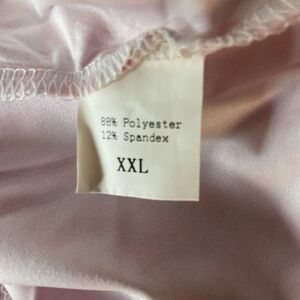 88% Polyester
12% Spandex
XXL